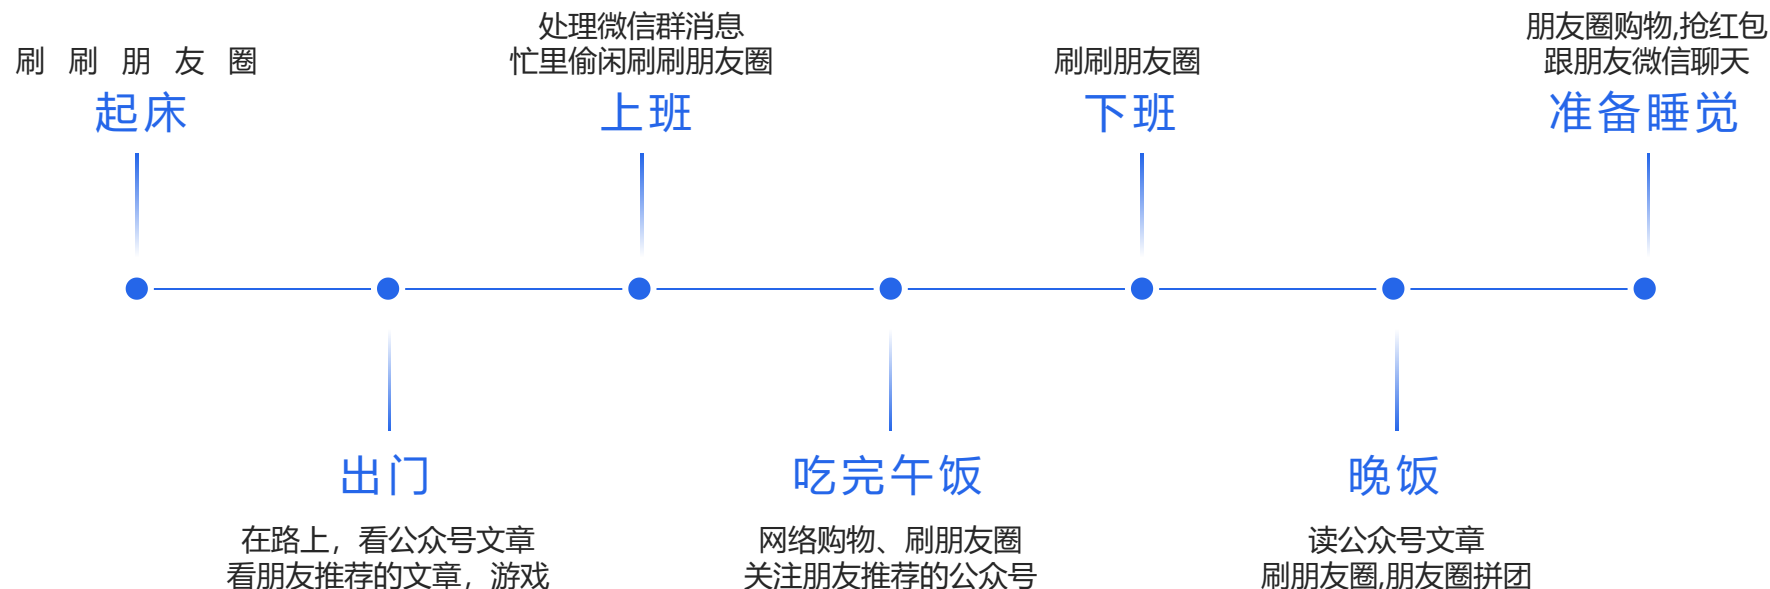 刷刷朋友圈
起床
处理微信群消息
忙里偷闲刷刷朋友圈
上班
刷刷朋友圈
下班
朋友圈购物,抢红包
跟朋友微信聊天
准备睡觉
出门
在路上，看公众号文章
看朋友推荐的文章，游戏
吃完午饭
网络购物、刷朋友圈
关注朋友推荐的公众号
晚饭
读公众号文章
刷朋友圈,朋友圈拼团